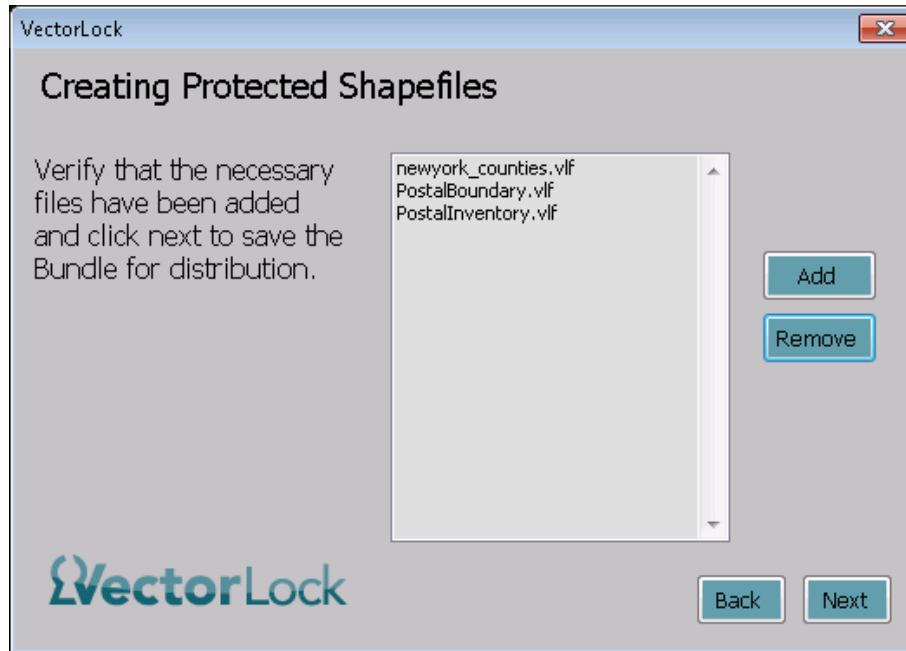 VectorLock
Creating Protected Shapefiles
Verify that the necessary
files have been added
and click next to save the
Bundle for distribution.
newyork_counties.vlf
PostalBoundary.vlf
PostalInventory.vlf
Add
Remove
VectorLock
Back
Next